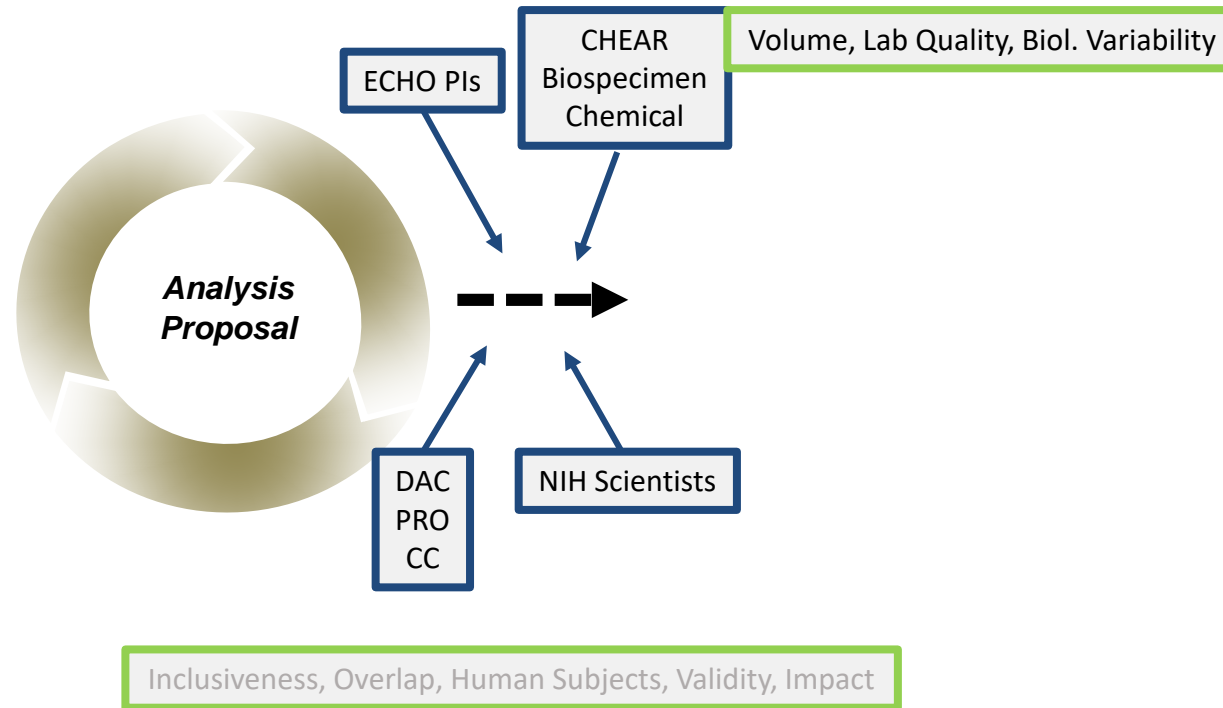 CHEAR
Biospecimen
Chemical
Volume, Lab Quality, Biol. Variability
ECHO PIs
Analysis
Proposal
DAC
PRO
CC
NIH Scientists
Inclusiveness, Overlap, Human Subjects, Validity, Impact